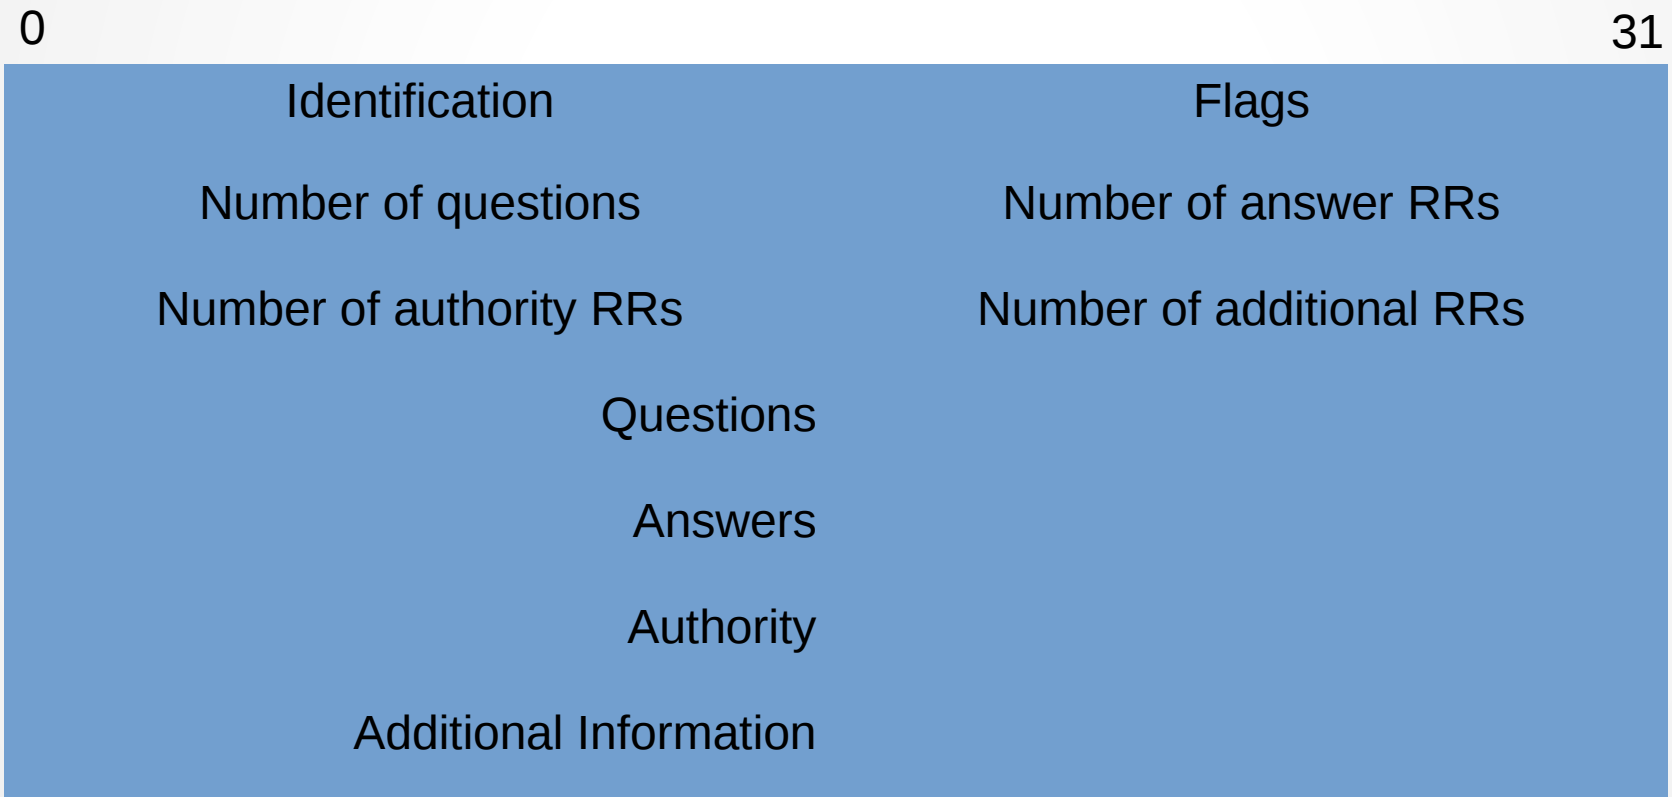 0 31
Identification Flags
Number of questions Number of answer RRs
Number of authority RRs Number of additional RRs
Questions
Answers
Authority
Additional Information